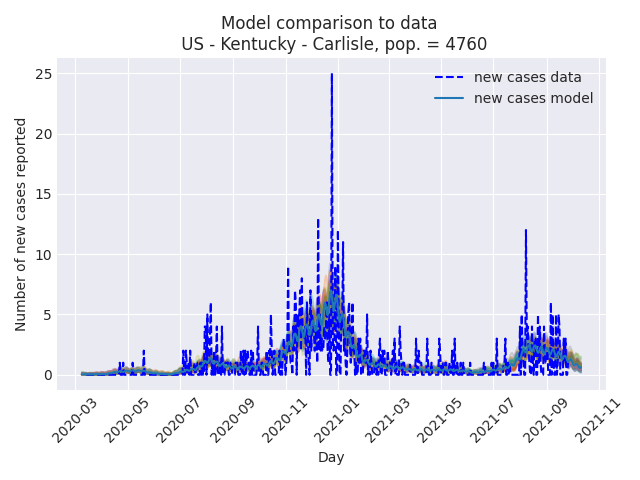 Model comparison to data
US - Kentucky - Carlisle, pop. = 4760
new cases data
new cases model
Number of new cases reported
25
20
15
10
5
0
2020-03
2020-05
2020-07
2020-09
2020-11
2021-01
2021-03
2021-05
2021-07
2021-09
2021-11
Day